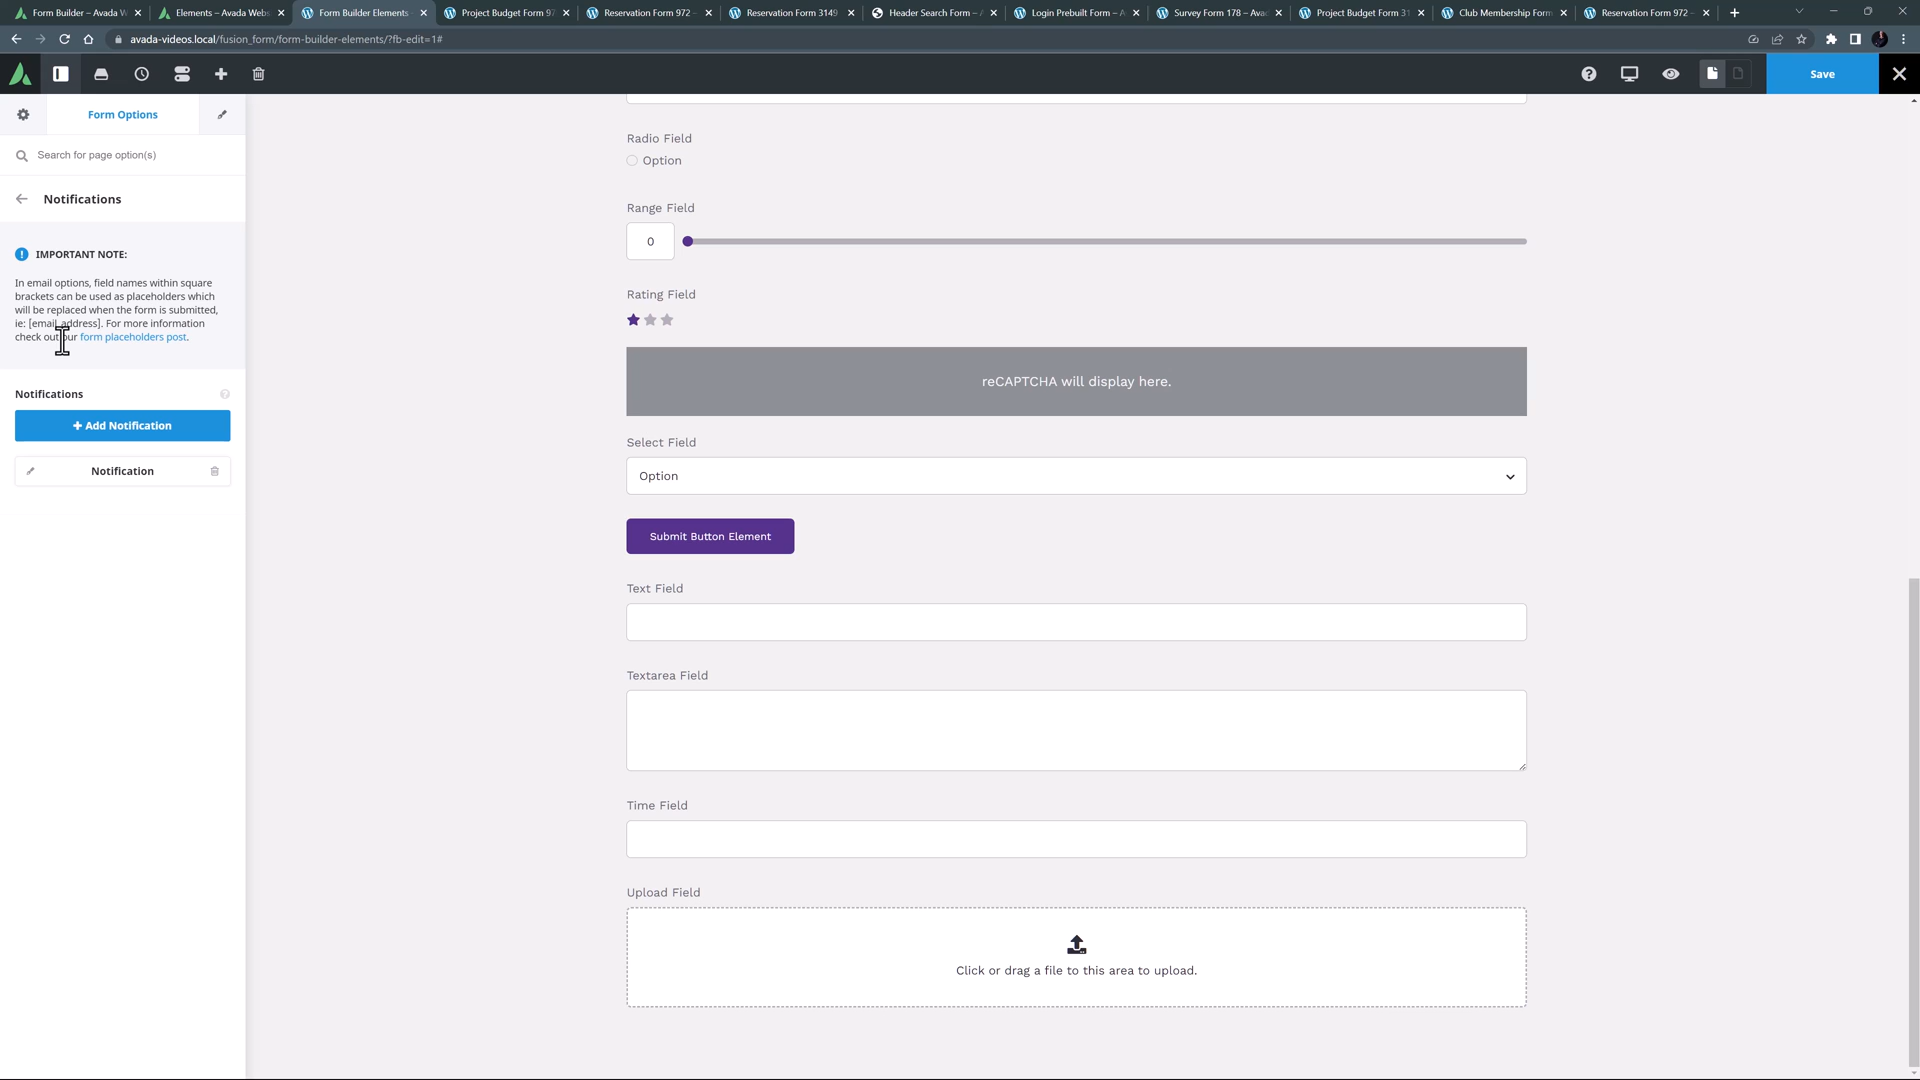 Form Builder – Avada W
Elements – Avada Webs
Form Builder Elements
Project Budget Form 97
Reservation Form 972 –
Reservation Form 3149
Header Search Form – A
Login Prebuilt Form – A
Survey Form 178 – Avad
Project Budget Form 31
Club Membership Form
Reservation Form 972 –
avada-videos.local/fusion_form/form-builder-elements/?fb-edit=1#
Save
Form Options
Search for page option(s)
Notifications
IMPORTANT NOTE:
In email options, field names within square
brackets can be used as placeholders which
will be replaced when the form is submitted,
ie: [email_address]. For more information
check out our form placeholders post.
Notifications
+ Add Notification
Notification
Radio Field
Option
Range Field
0
Rating Field
reCAPTCHA will display here.
Select Field
Option
Submit Button Element
Text Field
Textarea Field
Time Field
Upload Field
Click or drag a file to this area to upload.